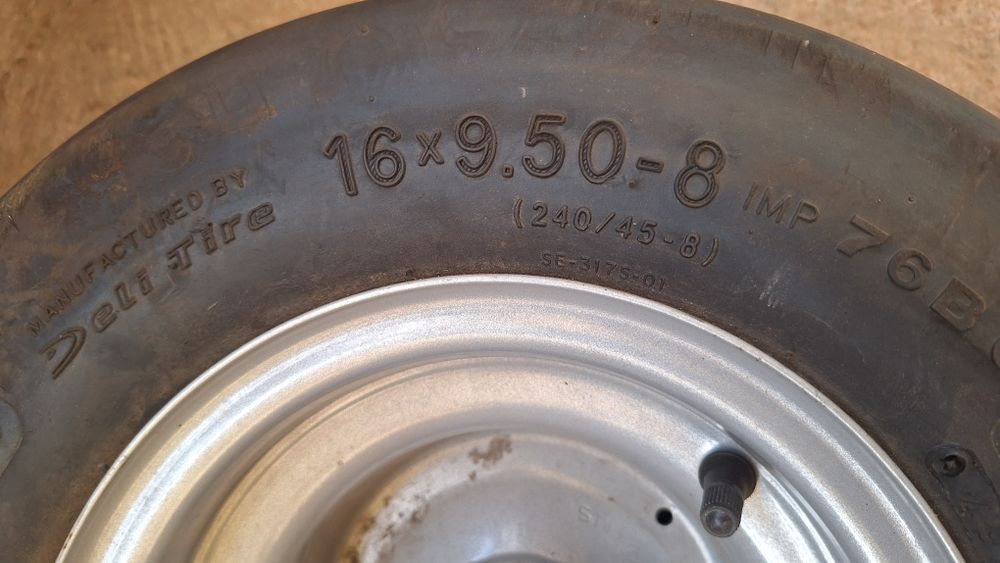 MANUFACTURED BY
Deli Tire
16x9.50-8 IMP 76B
(240/45-8)
SE-3175-01